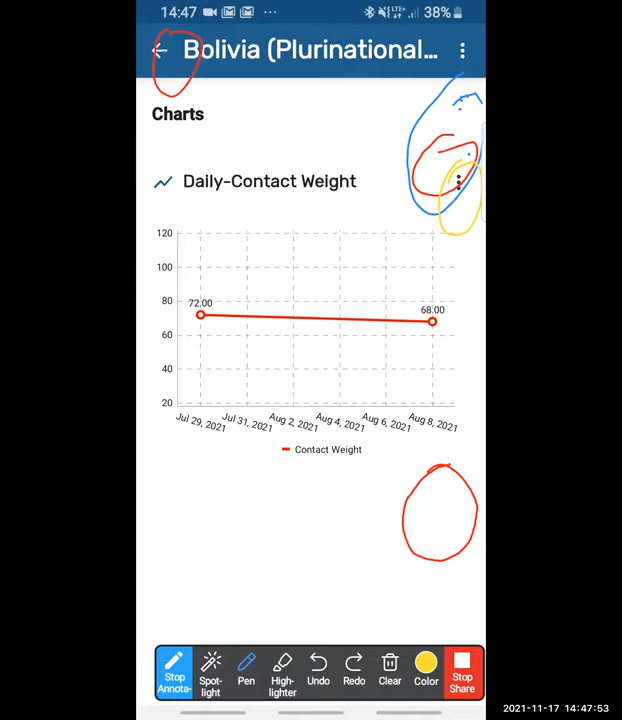 14:47 LTE+ 38%
Bolivia (Plurinational...
Charts
Daily-Contact Weight
120
100
80
60
40
20
72.00
68.00
Jul 29, 2021 Jul 31, 2021 Aug 2, 2021 Aug 4, 2021 Aug 6, 2021 Aug 8, 2021
Contact Weight
Stop Annota- Spot-light Pen High-lighter Undo Redo Clear Color Stop Share
2021-11-17 14:47:53